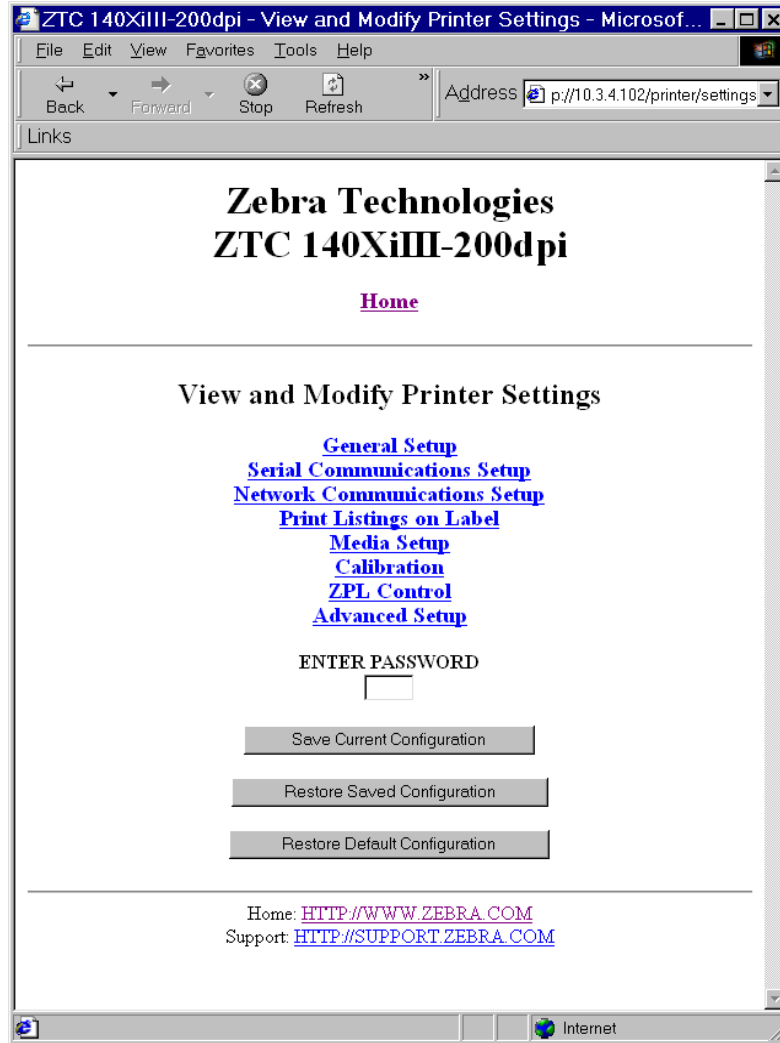 ZTC 140XiIII-200dpi - View and Modify Printer Settings - Microsof...
File Edit View Favorites Tools Help
Back Forward Stop Refresh » Address p://10.3.4.102/printer/settings
Links
Zebra Technologies
ZTC 140XiIII-200dpi
Home
View and Modify Printer Settings
General Setup
Serial Communications Setup
Network Communications Setup
Print Listings on Label
Media Setup
Calibration
ZPL Control
Advanced Setup
ENTER PASSWORD
Save Current Configuration
Restore Saved Configuration
Restore Default Configuration
Home: HTTP://WWW.ZEBRA.COM
Support: HTTP://SUPPORT.ZEBRA.COM
Internet